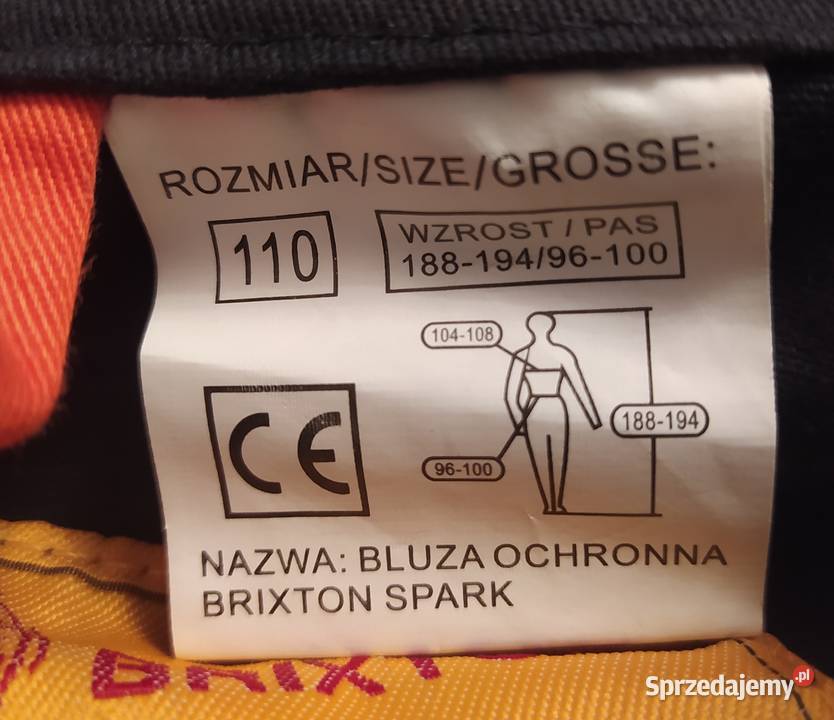 ROZMIAR/SIZE/GROSSE:
110
WZROST / PAS
188-194/96-100
104-108
188-194
96-100
CE
NAZWA: BLUZA OCHRONNA
BRIXTON SPARK
Sprzedajemy.pl